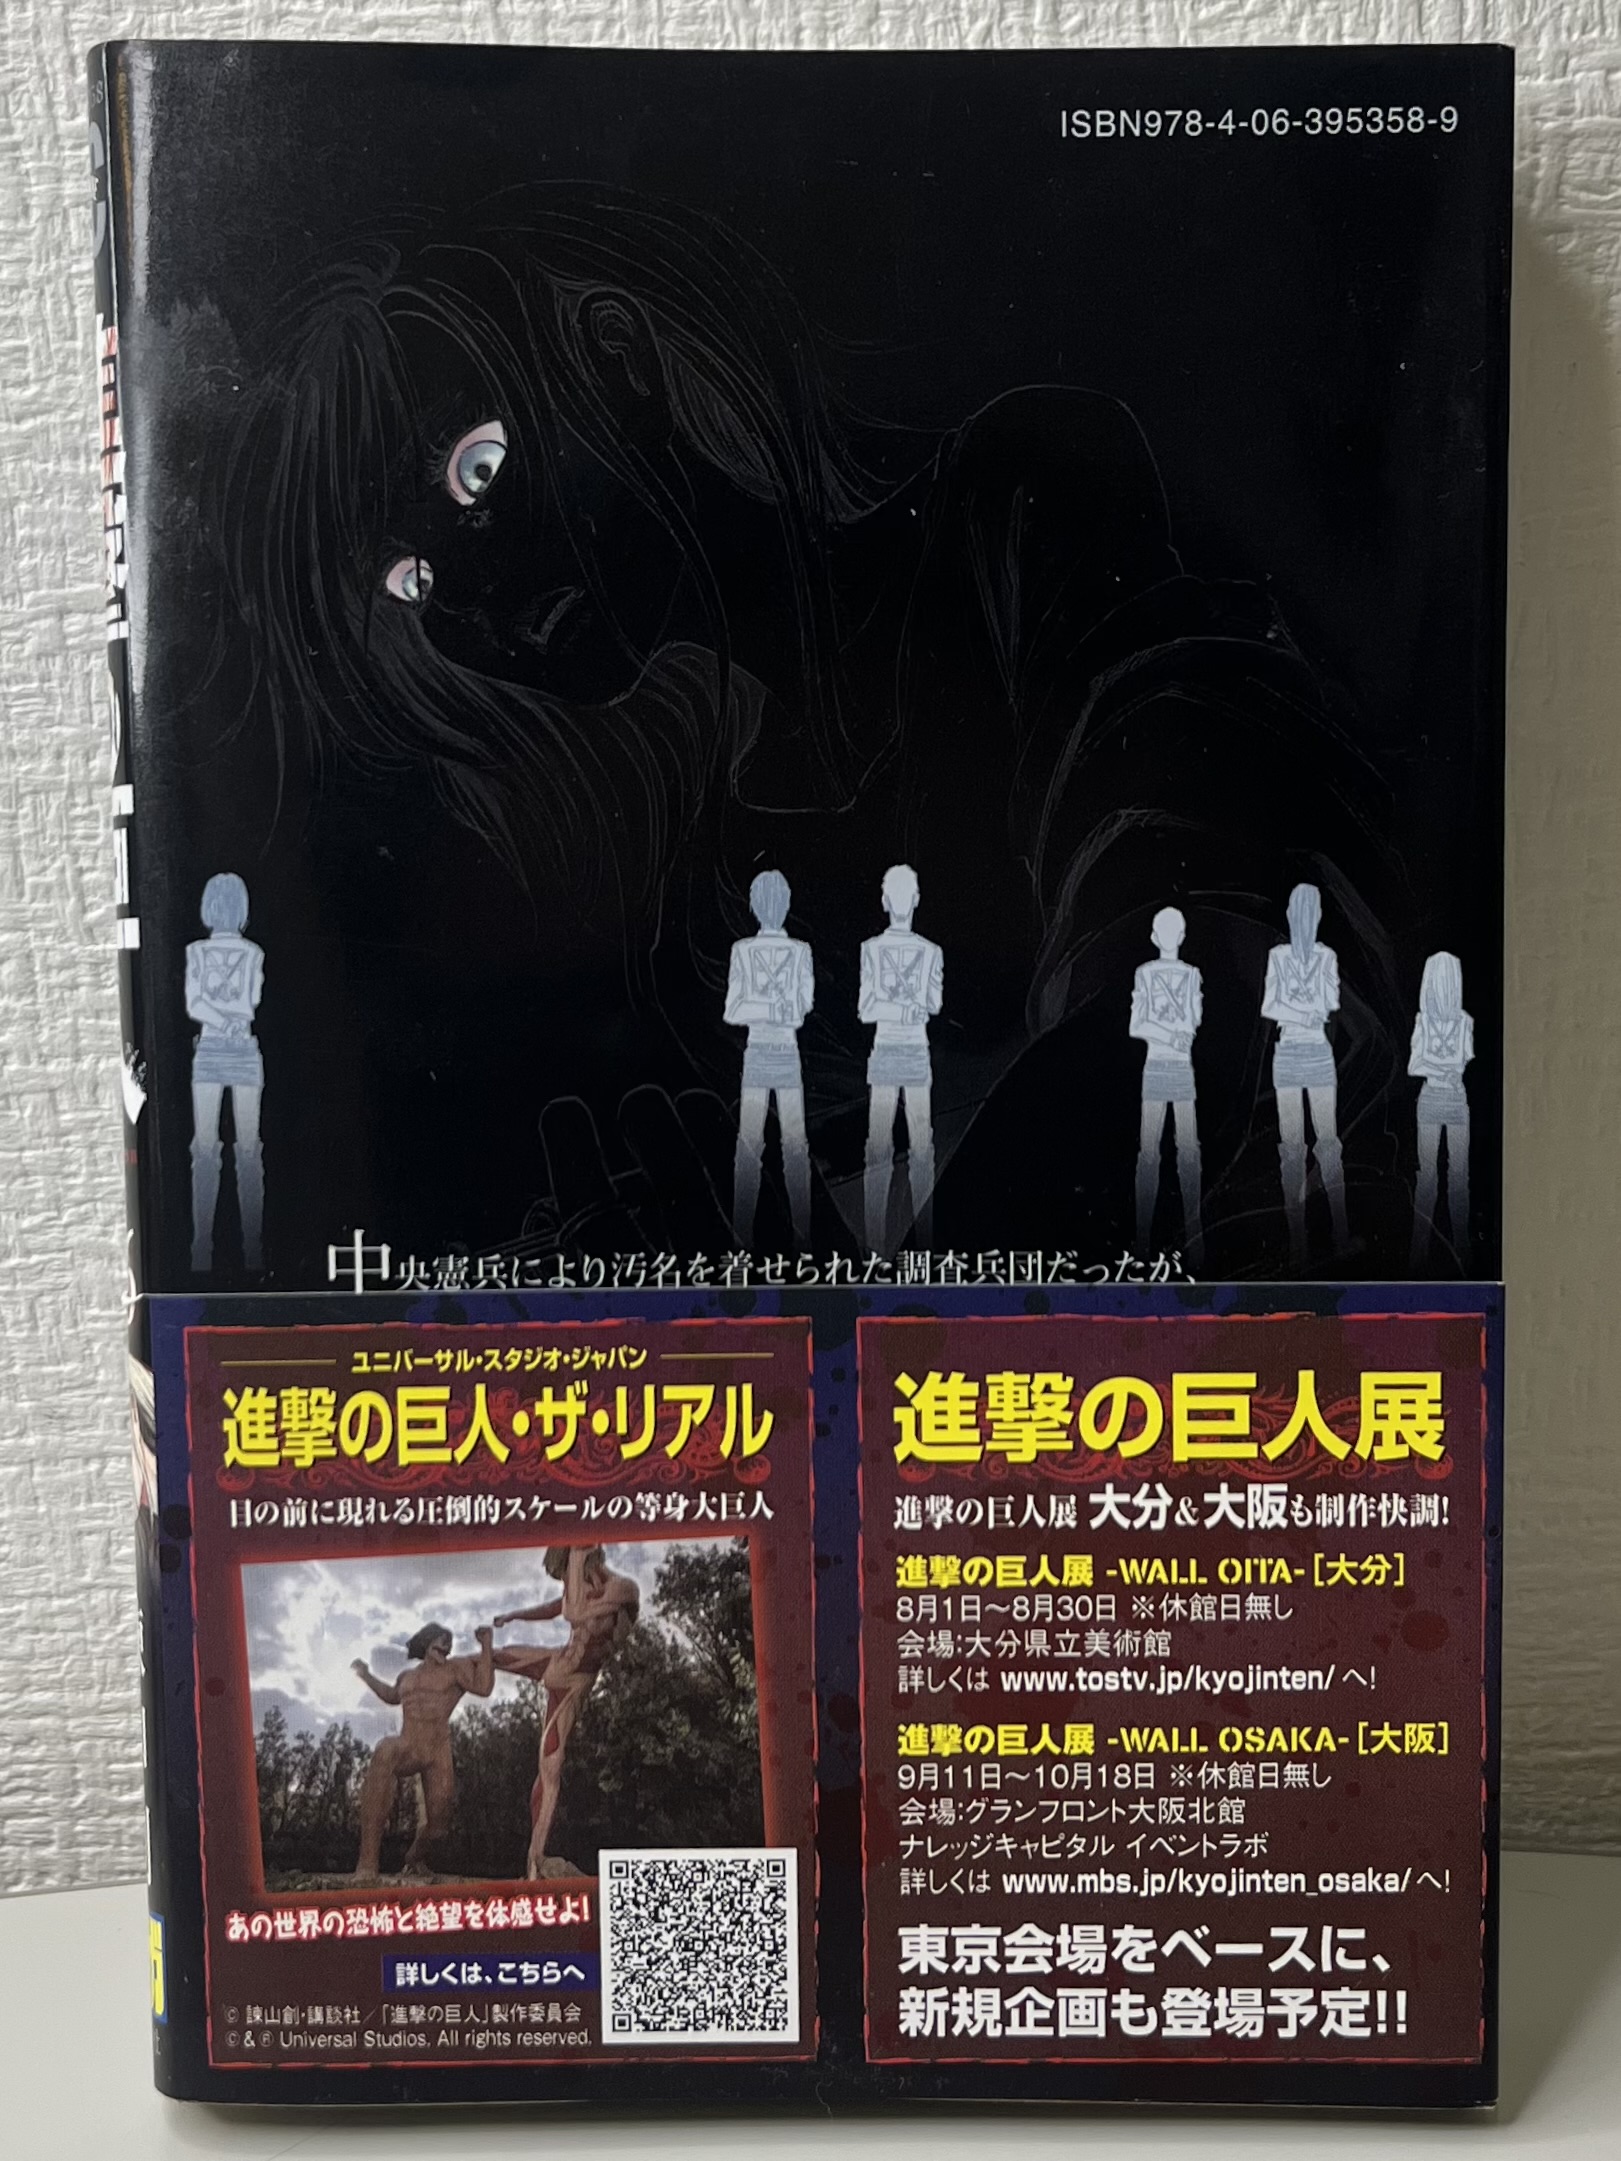 ISBN978-4-06-395358-9
中央憲兵により汚名を着せられた調査兵団だったが、
ユニバーサル・スタジオ・ジャパン
進撃の巨人・ザ・リアル
目の前に現れる圧倒的スケールの等身大巨人
あの世界の恐怖と絶望を体感せよ!
詳しくは、こちらへ
© 諫山創・講談社/「進撃の巨人」製作委員会
©&® Universal Studios. All rights reserved.
進撃の巨人展
進撃の巨人展 大分&大阪も制作快調!
進撃の巨人展 -WALL OITA-[大分]
8月1日〜8月30日 ※休館日無し
会場:大分県立美術館
詳しくは www.tostv.jp/kyojinten/ へ!
進撃の巨人展 -WALL OSAKA-[大阪]
9月11日〜10月18日 ※休館日無し
会場:グランフロント大阪北館
ナレッジキャピタル イベントラボ
詳しくは www.mbs.jp/kyojinten_osaka/ へ!
東京会場をベースに、
新規企画も登場予定!!